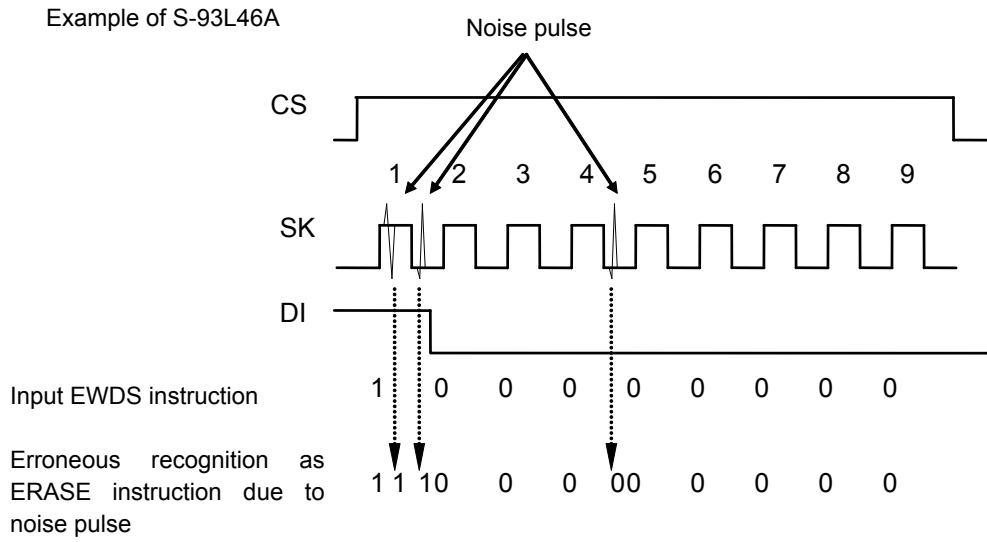 Example of S-93L46A
Noise pulse
CS
1 2 3 4 5 6 7 8 9
SK
DI
Input EWDS instruction 1 0 0 0 0 0 0 0 0
Erroneous recognition as
ERASE instruction due to
noise pulse
1 1 10 0 0 00 0 0 0 0